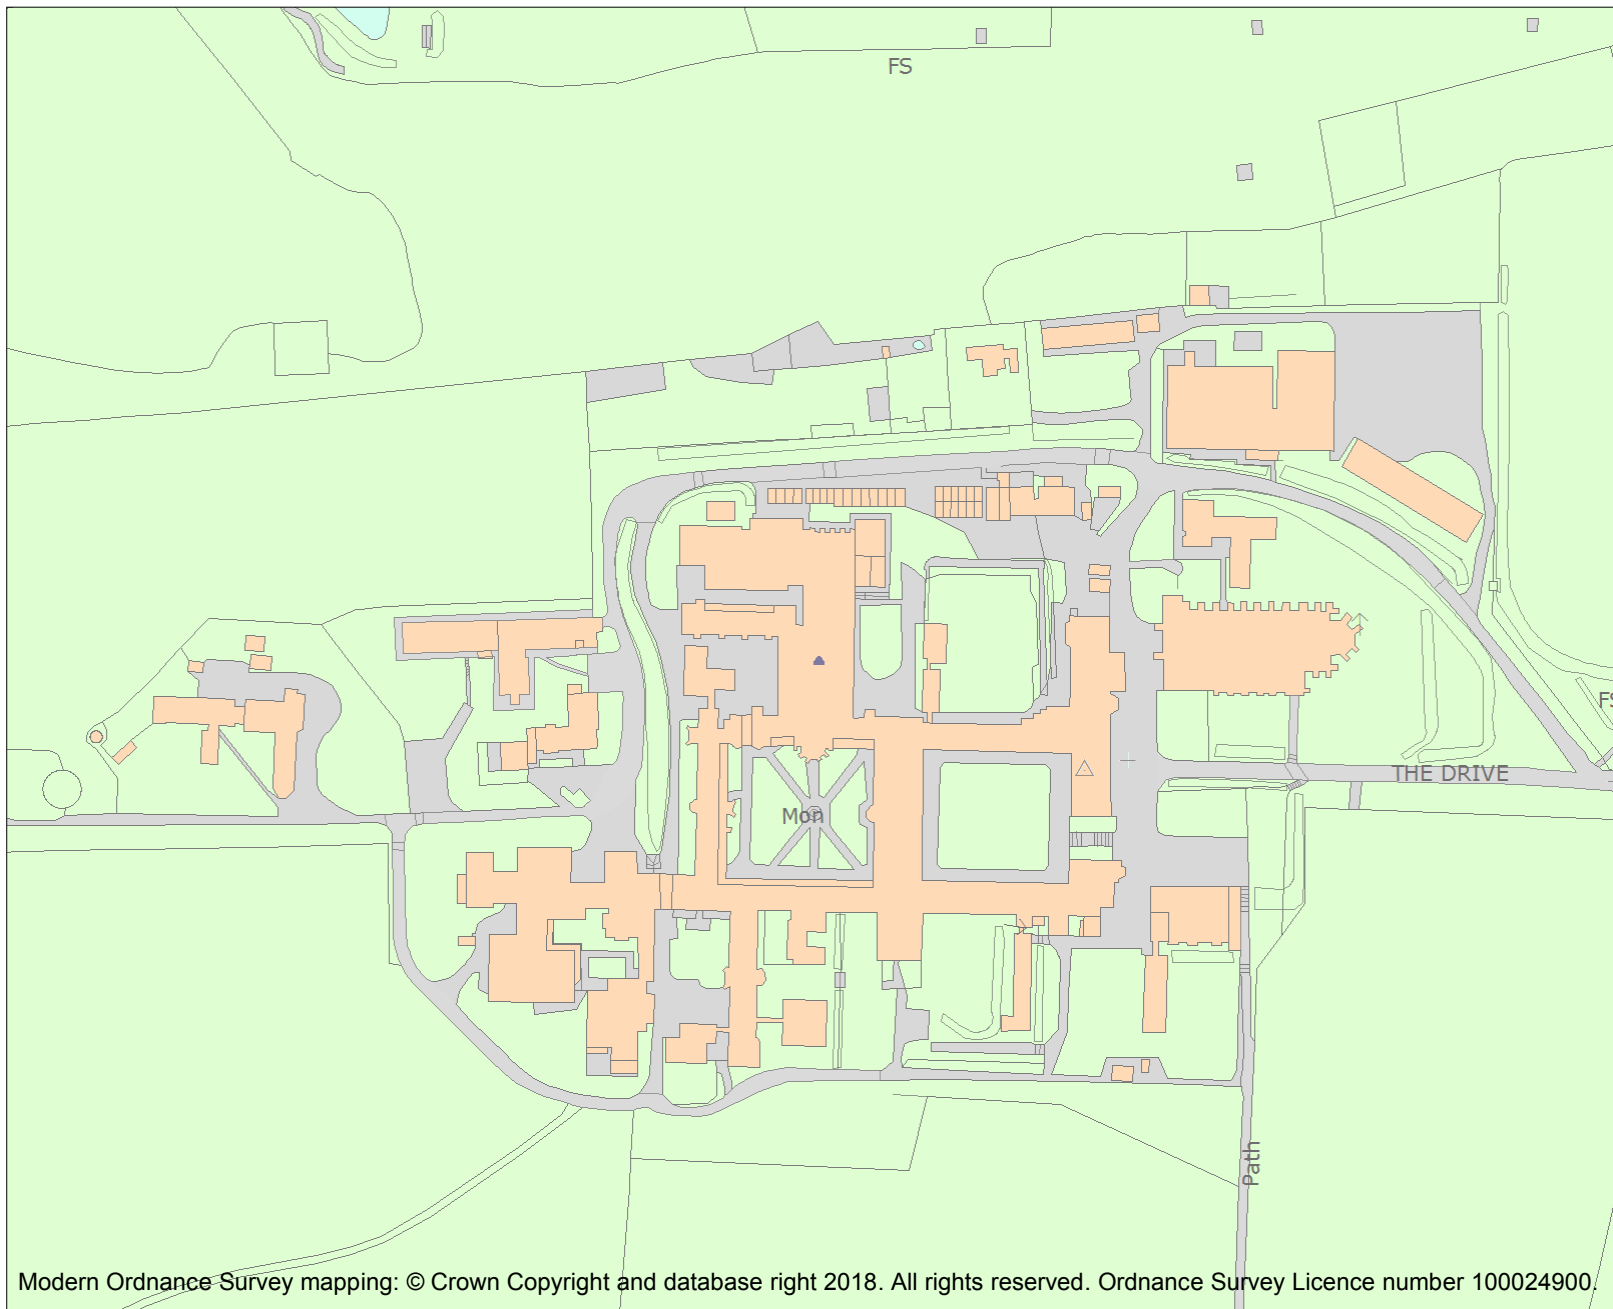 FS
FS
THE DRIVE
Mon
Path
Modern Ordnance Survey mapping: © Crown Copyright and database right 2018. All rights reserved. Ordnance Survey Licence number 100024900.